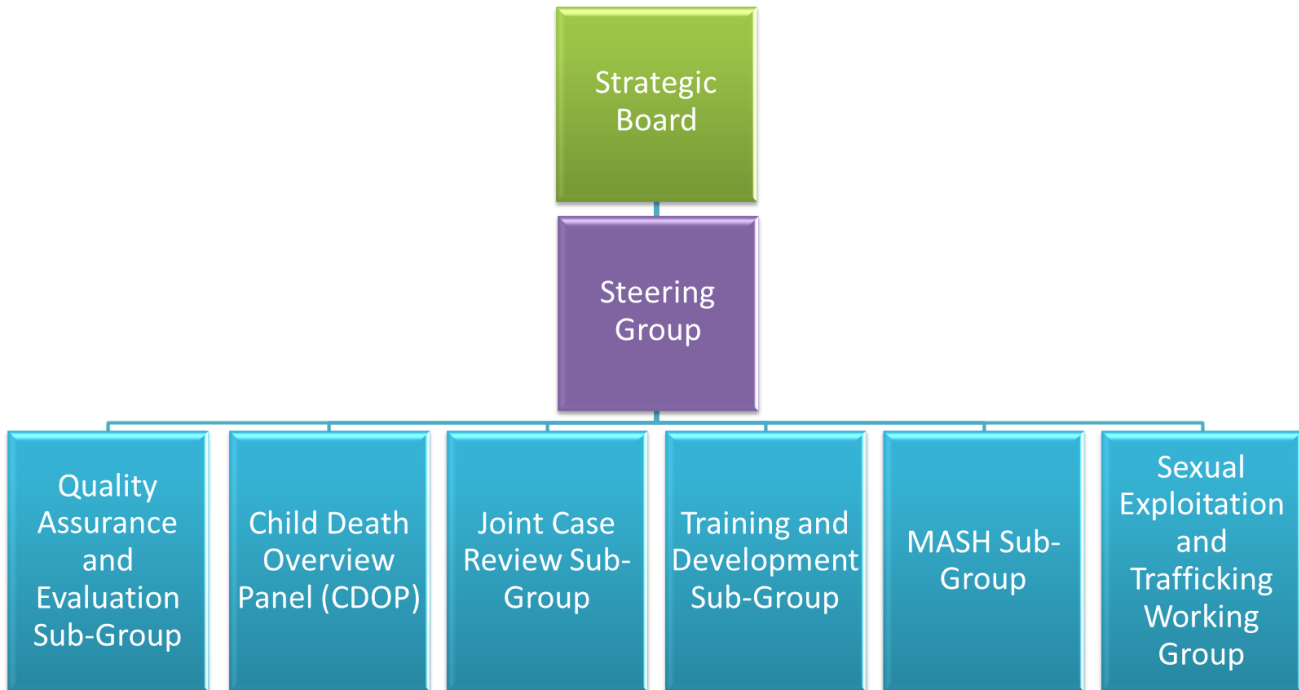 Strategic
Board
Steering
Group
Quality
Assurance
and
Evaluation
Sub-Group
Child Death
Overview
Panel (CDOP)
Joint Case
Review Sub-
Group
Training and
Development
Sub-Group
MASH Sub-
Group
Sexual
Exploitation
and
Trafficking
Working
Group